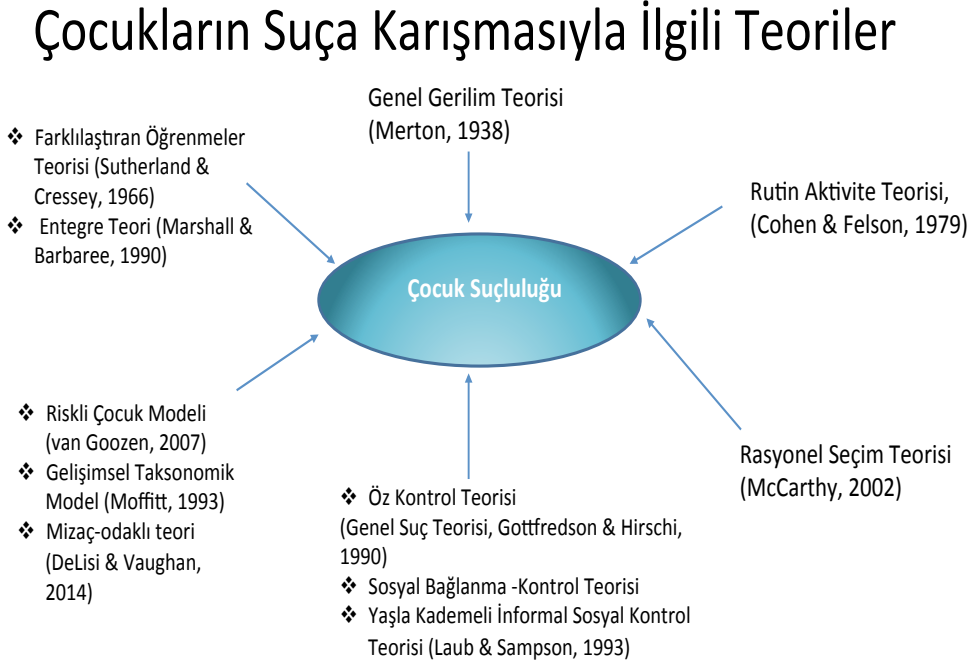 Çocukların Suça Karışmasıyla İlgili Teoriler
Genel Gerilim Teorisi
(Merton, 1938)
❖ Farklılaştıran Öğrenmeler
Teorisi (Sutherland &
Cressey, 1966)
❖ Entegre Teori (Marshall &
Barbaree, 1990)
Rutin Aktivite Teorisi,
(Cohen & Felson, 1979)
Çocuk Suçluluğu
❖ Riskli Çocuk Modeli
(van Goozen, 2007)
❖ Gelişimsel Taksonomik
Model (Moffitt, 1993)
❖ Mizaç-odaklı teori
(DeLisi & Vaughan,
2014)
❖ Öz Kontrol Teorisi
(Genel Suç Teorisi, Gottfredson & Hirschi,
1990)
❖ Sosyal Bağlanma -Kontrol Teorisi
❖ Yaşla Kademeli İnformal Sosyal Kontrol
Teorisi (Laub & Sampson, 1993)
Rasyonel Seçim Teorisi
(McCarthy, 2002)